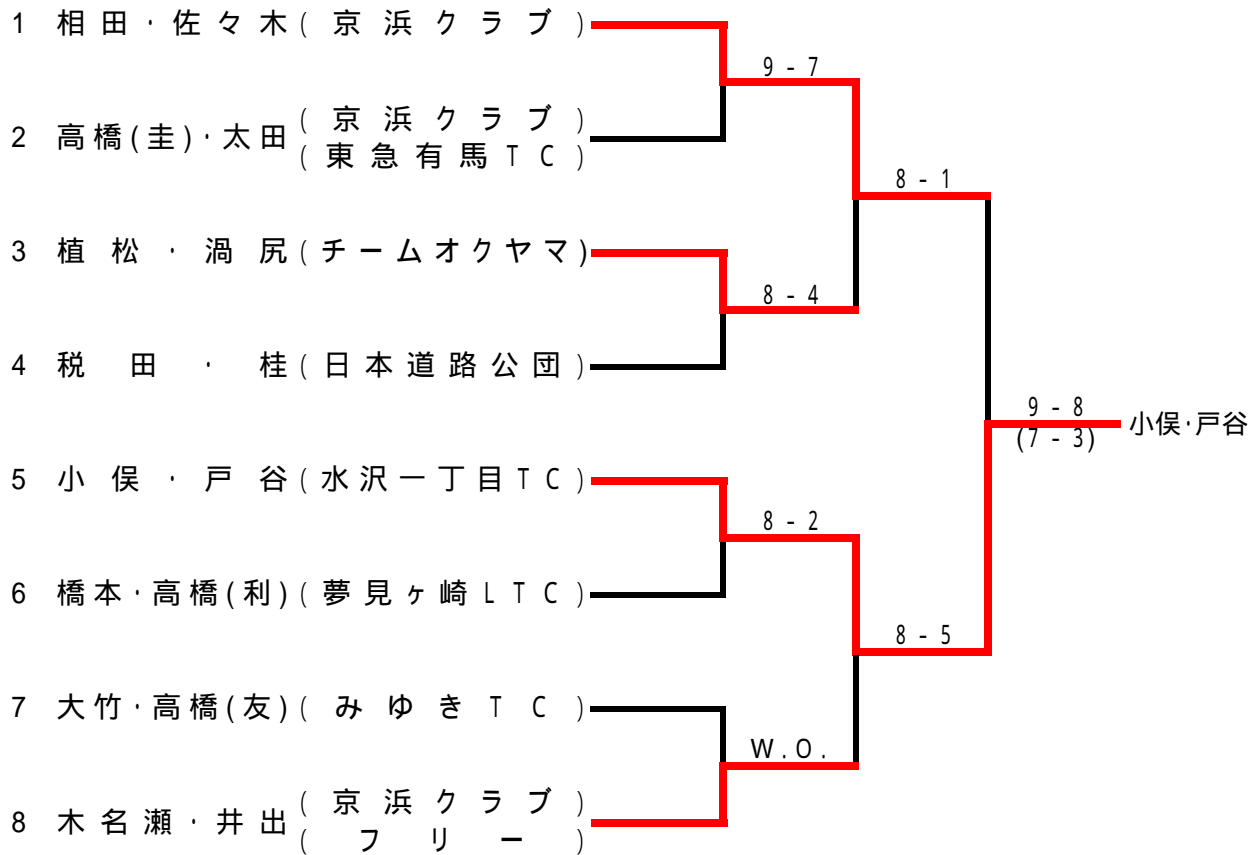 1 相田・佐々木(京浜クラブ)
9-7
2 高橋(圭)・太田(京浜クラブ)
(東急有馬TC)
8-1
3 植松・渦尻(チームオクヤマ)
8-4
4 税田・桂(日本道路公団)
9-8
(7-3)
小俣・戸谷
5 小俣・戸谷(水沢一丁目TC)
8-2
6 橋本・高橋(利)(夢見ヶ崎LTC)
8-5
7 大竹・高橋(友)(みゆきTC)
W.O.
8 木名瀬・井出(京浜クラブ)
(フリー)